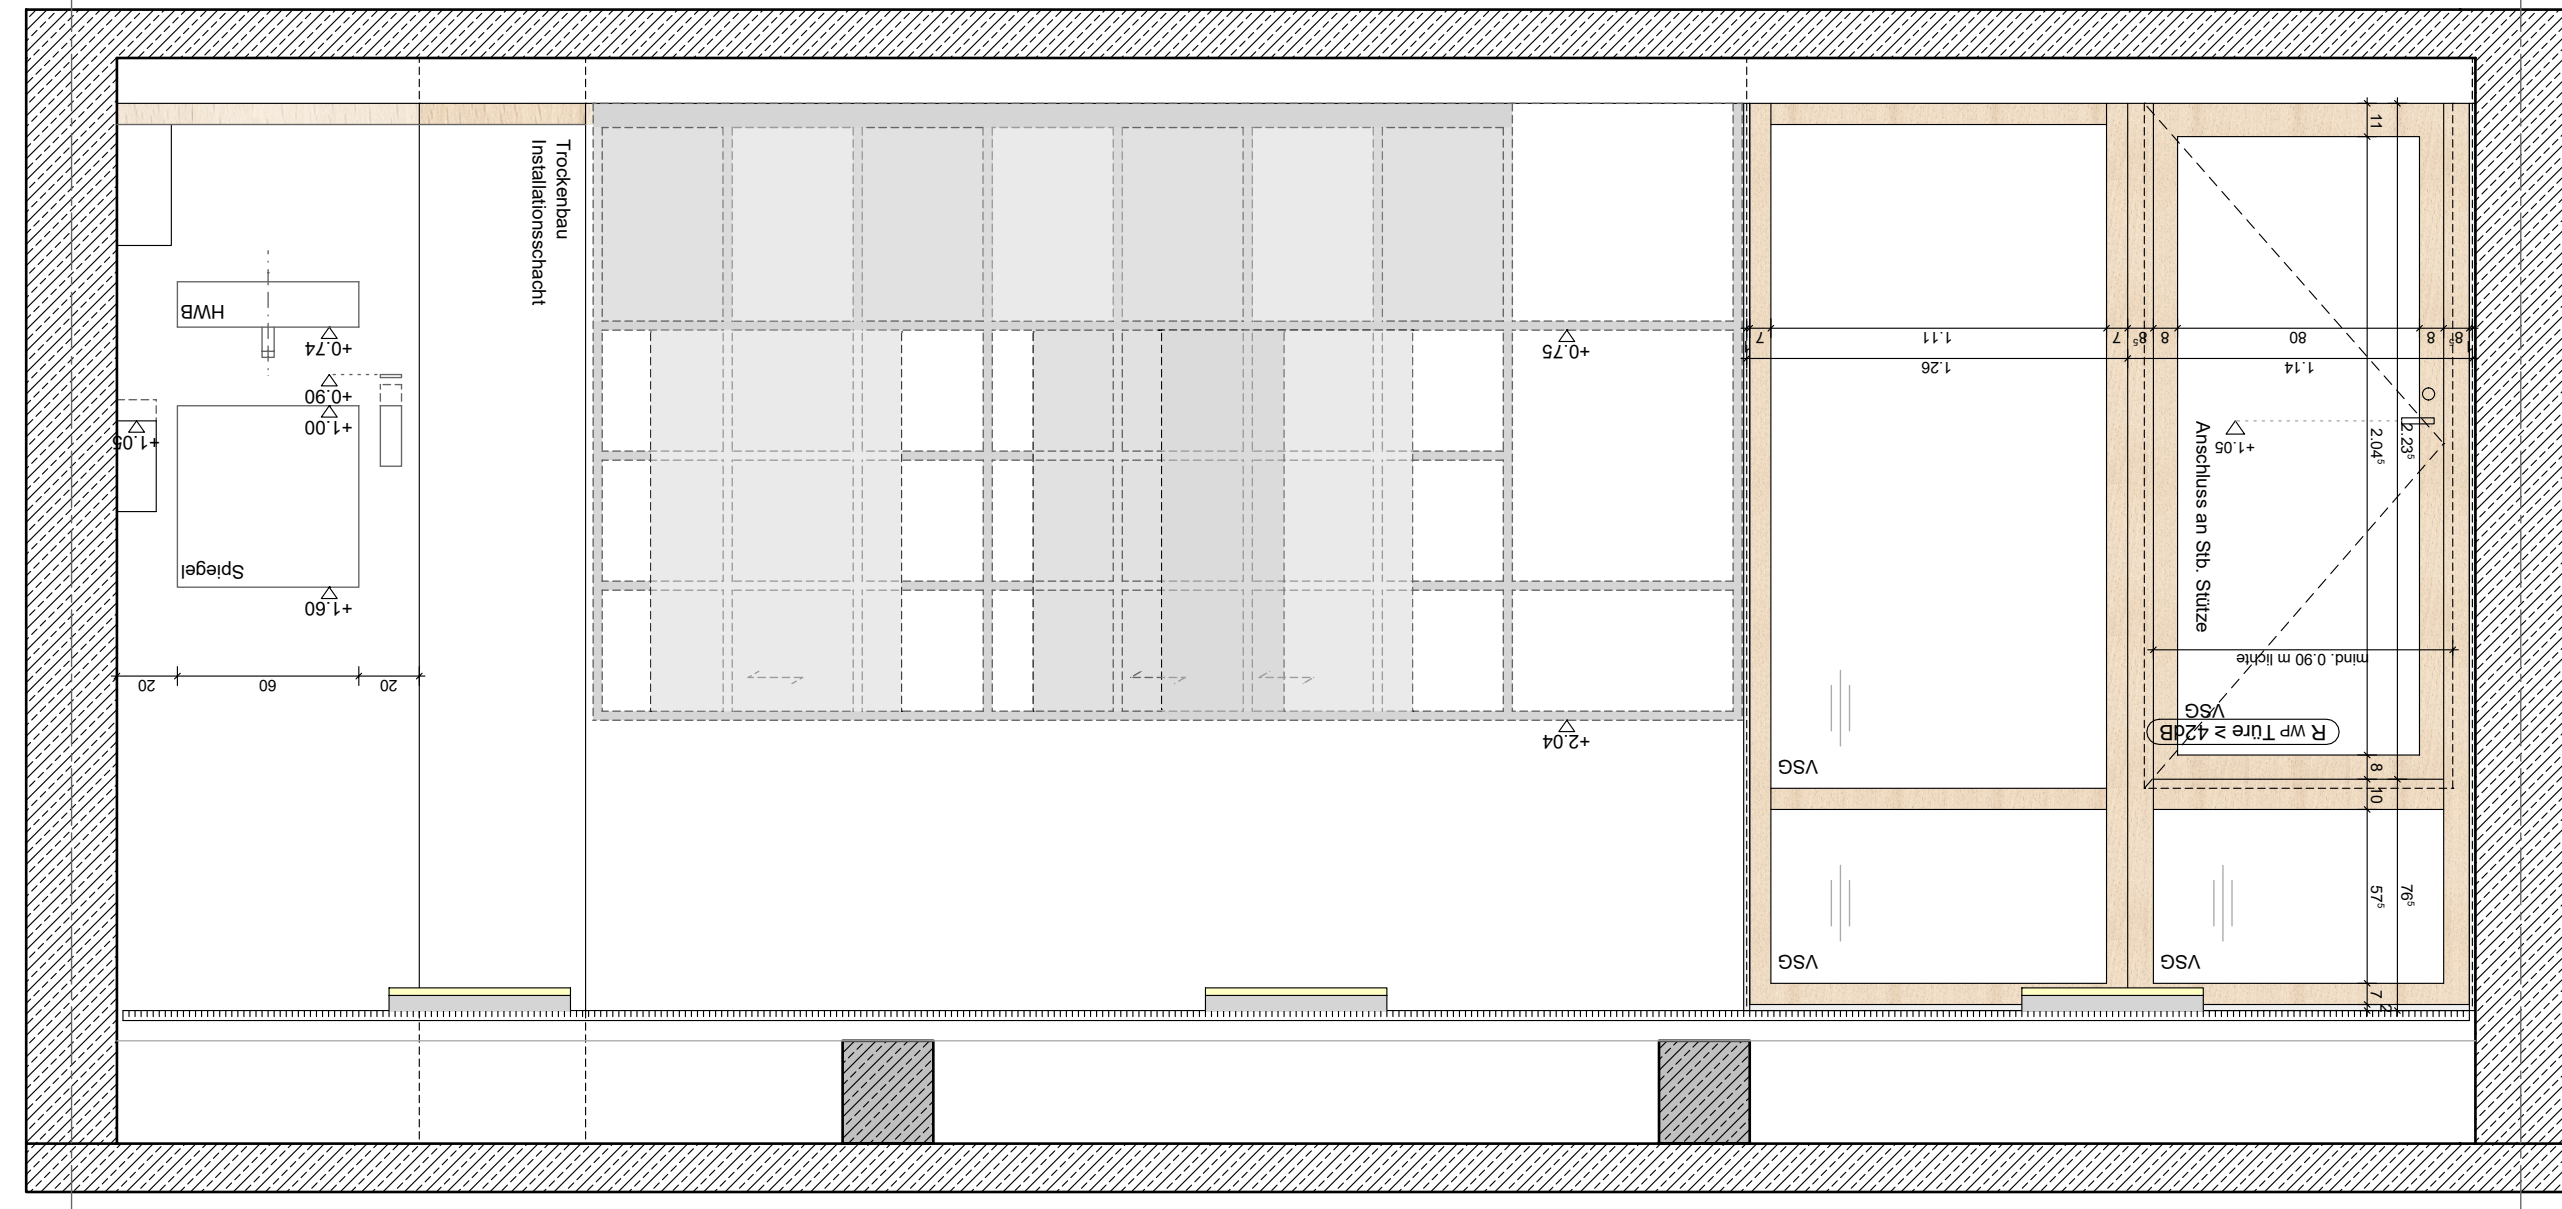 Trockenbau
Installationsschacht
HWB
+0.74
+0.90
+1.00
+1.05
Spiegel
+1.60
20
60
20
+0.75
+2.04
11
7
1.11
7
8⁵
8
80
8
8⁵
1
1.26
1.14
Anschluss an Stb. Stütze
+1.05
2.04⁵
2.23⁵
mind. 0.90 m lichte
VSG
R WP Türe ≥ 42dB
8
10
VSG
57⁵
76⁵
VSG
VSG
7
2